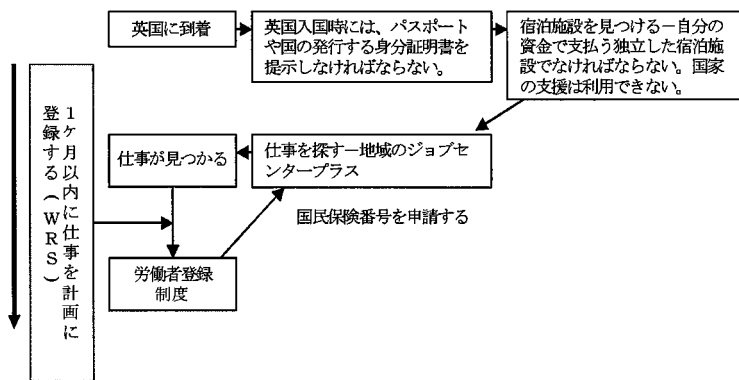 英国に到着
英国入国時には、パスポート
や国の発行する身分証明書を
提示しなければならない。
宿泊施設を見つける－自分の
資金で支払う独立した宿泊施
設でなければならない。国家
の支援は利用できない。
仕事を探す－地域のジョブセ
ンタープラス
仕事が見つかる
国民保険番号を申請する
労働者登録
制度
１ケ月以内に仕事を計画に
登録する（ＷＲＳ）